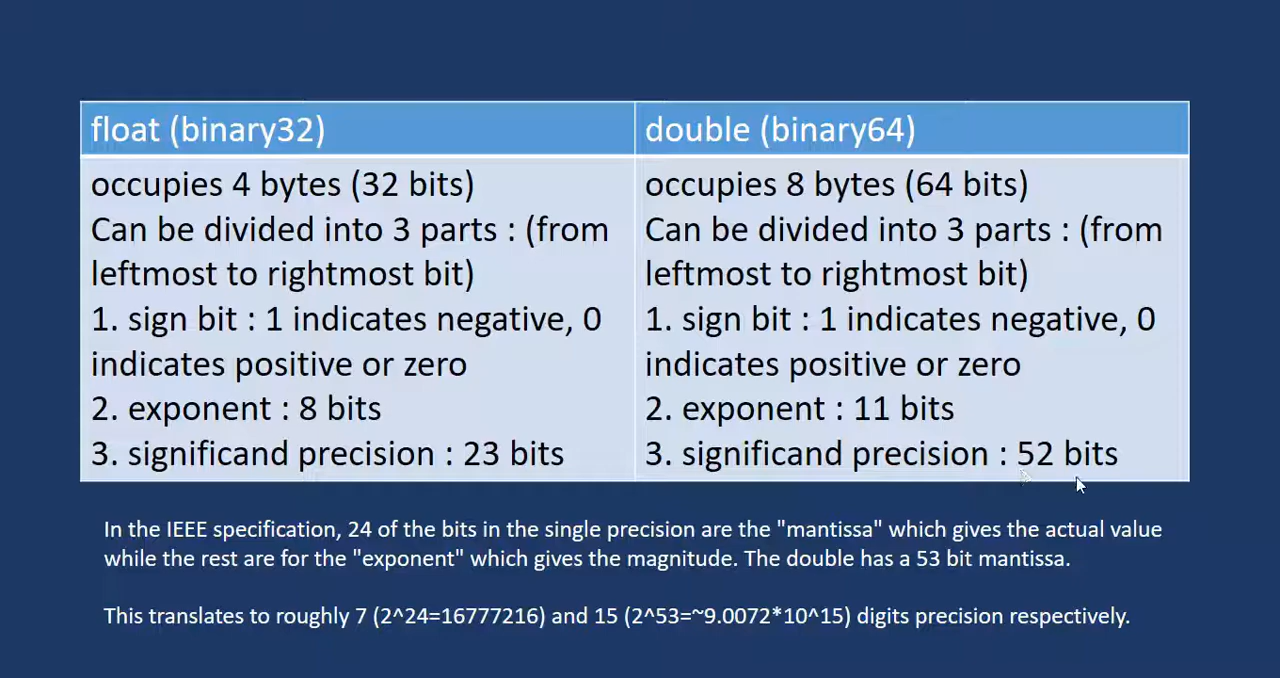 float (binary32)
double (binary64)
occupies 4 bytes (32 bits)
Can be divided into 3 parts : (from
leftmost to rightmost bit)
1. sign bit : 1 indicates negative, 0
indicates positive or zero
2. exponent : 8 bits
3. significand precision : 23 bits
occupies 8 bytes (64 bits)
Can be divided into 3 parts : (from
leftmost to rightmost bit)
1. sign bit : 1 indicates negative, 0
indicates positive or zero
2. exponent : 11 bits
3. significand precision : 52 bits
In the IEEE specification, 24 of the bits in the single precision are the "mantissa" which gives the actual value
while the rest are for the "exponent" which gives the magnitude. The double has a 53 bit mantissa.
This translates to roughly 7 (2^24=16777216) and 15 (2^53=~9.0072*10^15) digits precision respectively.